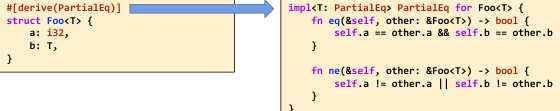 #[derive(PartialEq)]
struct Foo<T> {
    a: i32,
    b: T,
}
impl<T: PartialEq> PartialEq for Foo<T> {
    fn eq(&self, other: &Foo<T>) -> bool {
        self.a == other.a && self.b == other.b
    }

    fn ne(&self, other: &Foo<T>) -> bool {
        self.a != other.a || self.b != other.b
    }
}